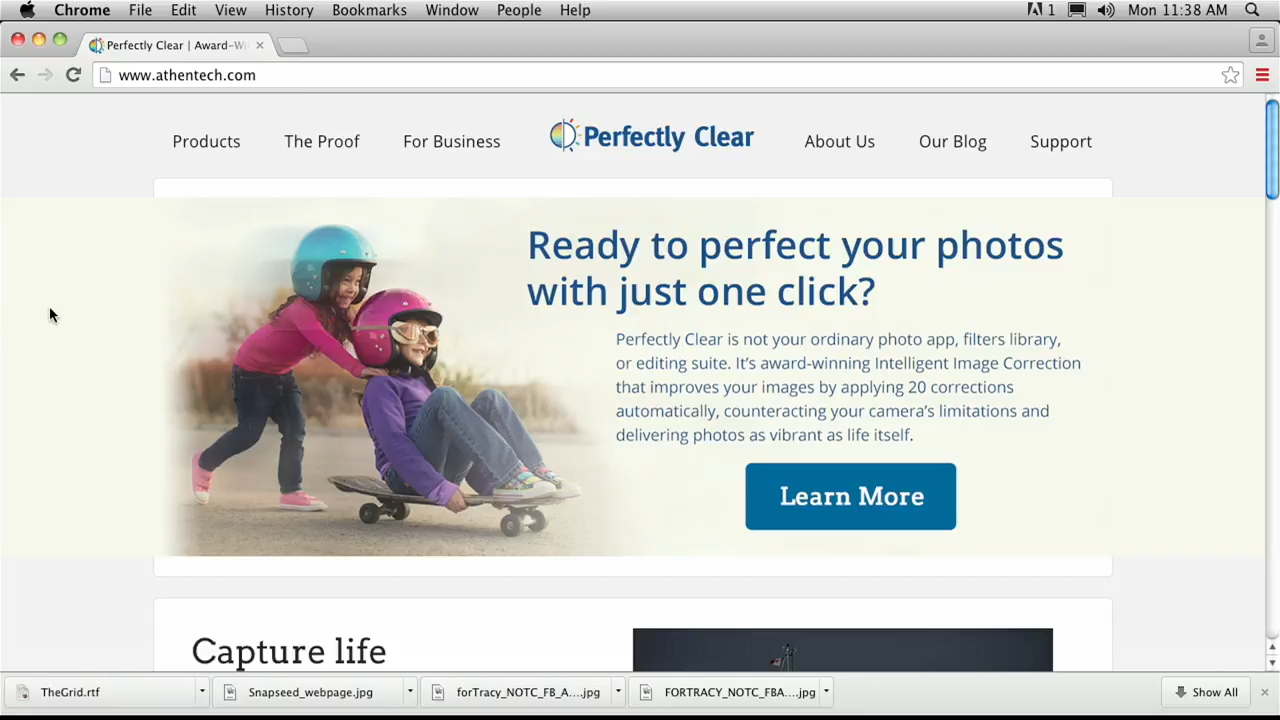 Chrome File Edit View History Bookmarks Window People Help 1 Mon 11:38 AM
Perfectly Clear | Award-Wi
www.athentech.com
Products The Proof For Business Perfectly Clear About Us Our Blog Support
Ready to perfect your photos
with just one click?
Perfectly Clear is not your ordinary photo app, filters library,
or editing suite. It’s award-winning Intelligent Image Correction
that improves your images by applying 20 corrections
automatically, counteracting your camera’s limitations and
delivering photos as vibrant as life itself.
Learn More
Capture life
TheGrid.rtf Snapseed_webpage.jpg forTracy_NOTC_FB_A....jpg FORTRACY_NOTC_FBA....jpg Show All